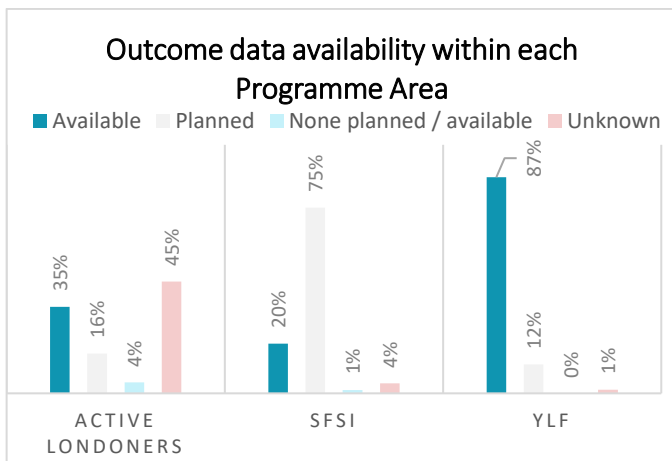 Outcome data availability within each
Programme Area
Available Planned None planned / available Unknown
35%
16%
4%
45%
20%
75%
1%
4%
87%
12%
0%
1%
ACTIVE
LONDONERS
SFSI
YLF